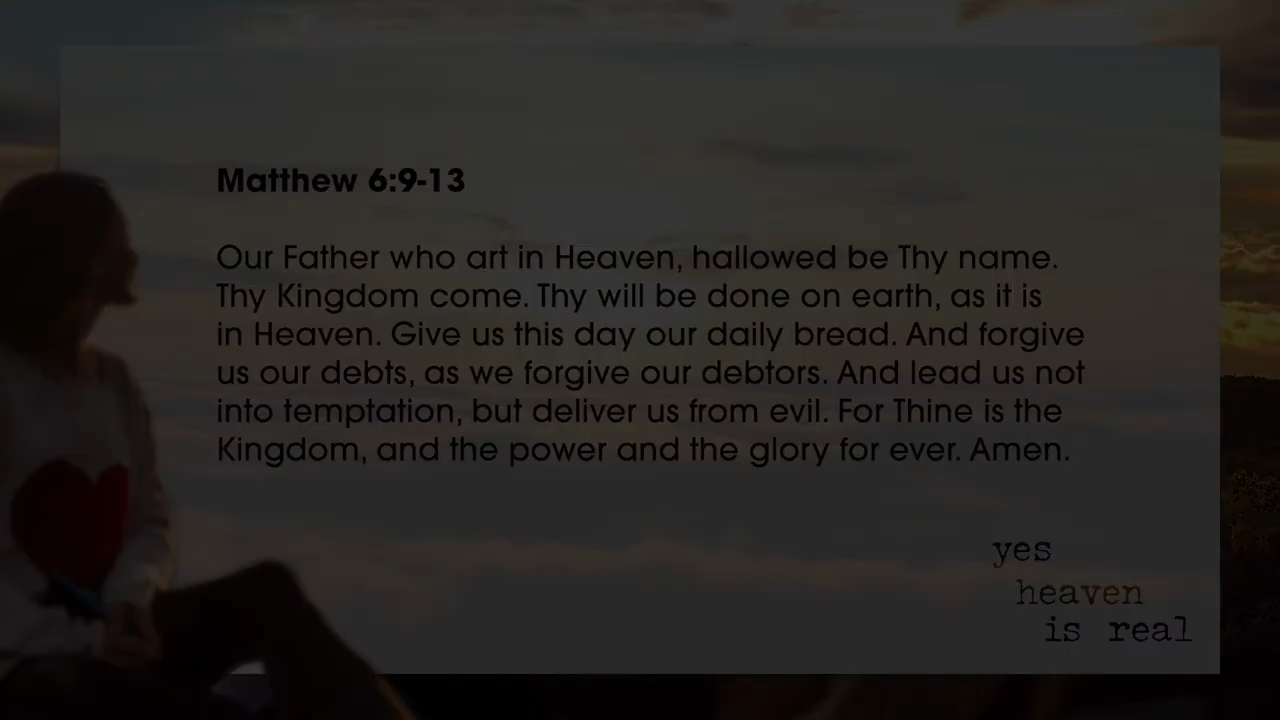 Matthew 6:9-13
Our Father who art in Heaven, hallowed be Thy name.
Thy Kingdom come. Thy will be done on earth, as it is
in Heaven. Give us this day our daily bread. And forgive
us our debts, as we forgive our debtors. And lead us not
into temptation, but deliver us from evil. For Thine is the
Kingdom, and the power and the glory for ever. Amen.
yes
heaven
is real